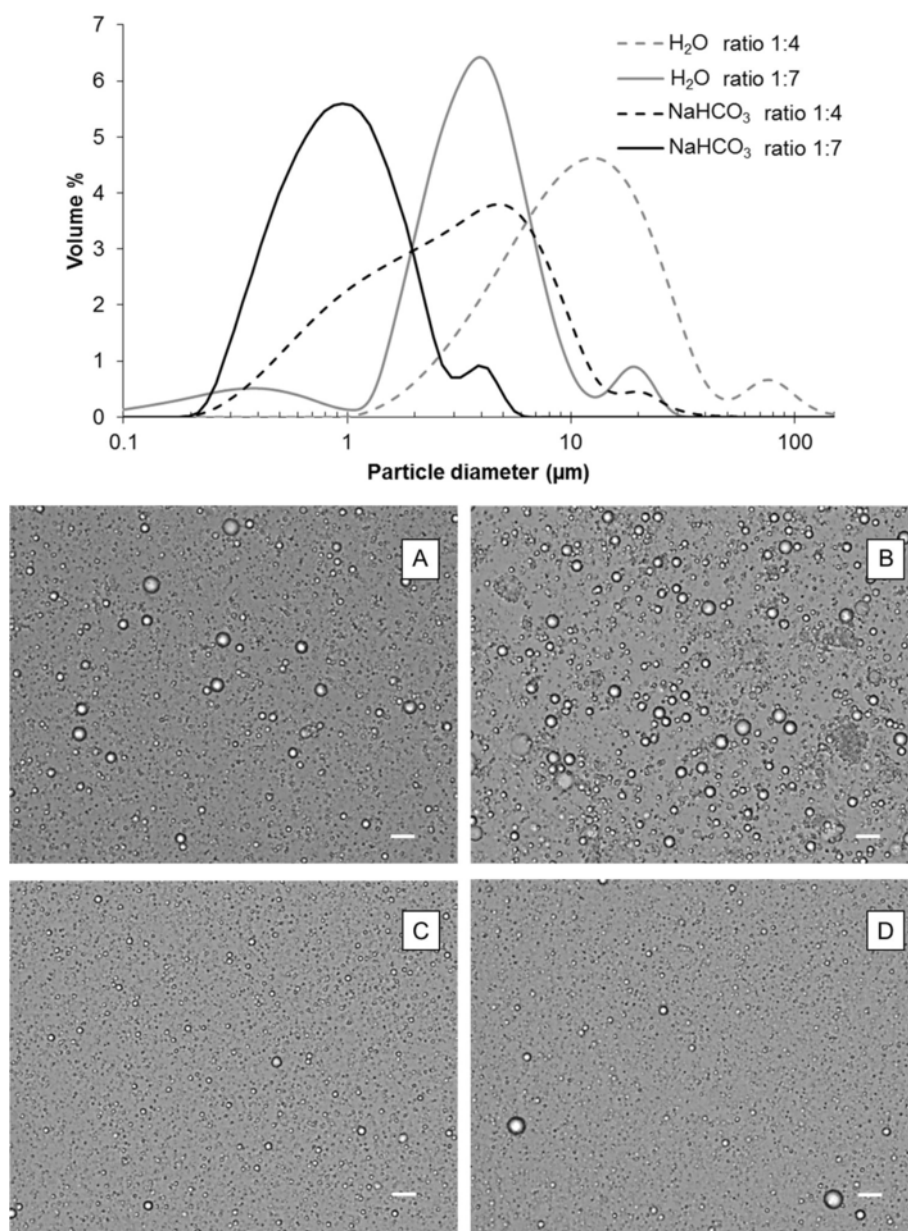 7
6
5
4
3
2
1
0
Volume %
0.1 1 10 100
Particle diameter (µm)
H₂O ratio 1:4
H₂O ratio 1:7
NaHCO₃ ratio 1:4
NaHCO₃ ratio 1:7
A
B
C
D